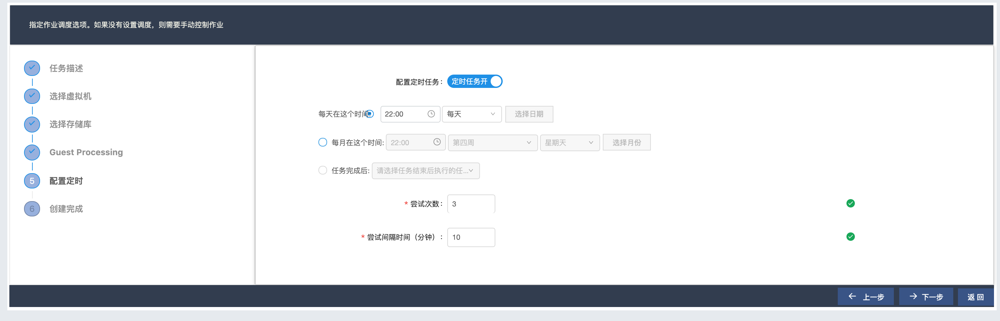 指定作业调度选项。如果没有设置调度，则需要手动控制作业
任务描述
选择虚拟机
选择存储库
Guest Processing
5 配置定时
6 创建完成
配置定时任务： 定时任务开
每天在这个时间: 22:00 每天 选择日期
每月在这个时间: 22:00 第四周 星期天 选择月份
任务完成后: 请选择任务结束后执行的任...
* 尝试次数： 3
* 尝试间隔时间（分钟）： 10
← 上一步 → 下一步 返 回